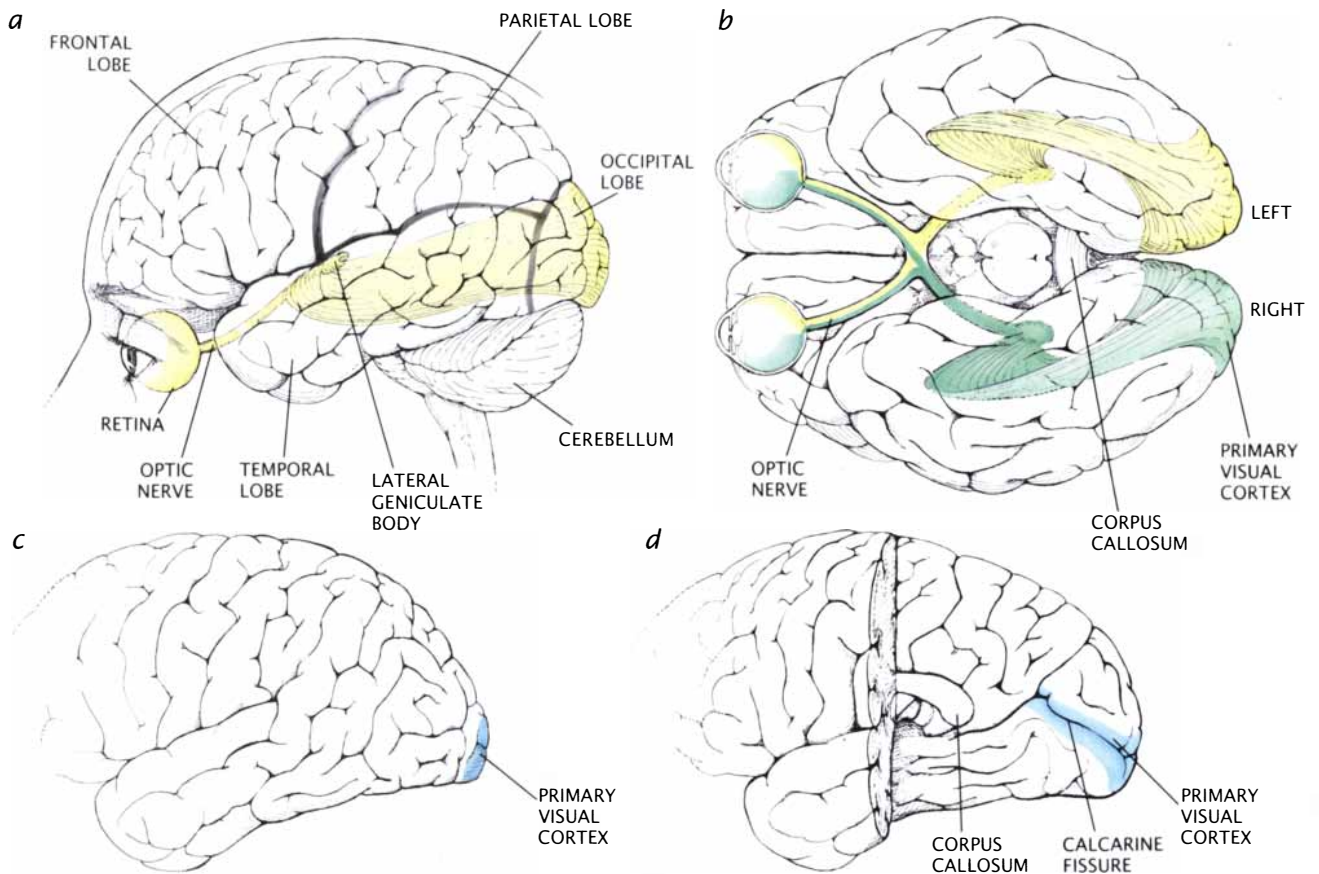 a
PARIETAL LOBE
FRONTAL
LOBE
OCCIPITAL
LOBE
RETINA
OPTIC
NERVE
TEMPORAL
LOBE
LATERAL
GENICULATE
BODY
CEREBELLUM
b
LEFT
RIGHT
OPTIC
NERVE
PRIMARY
VISUAL
CORTEX
CORPUS
CALLOSUM
c
PRIMARY
VISUAL
CORTEX
d
CORPUS
CALLOSUM
CALCARINE
FISSURE
PRIMARY
VISUAL
CORTEX